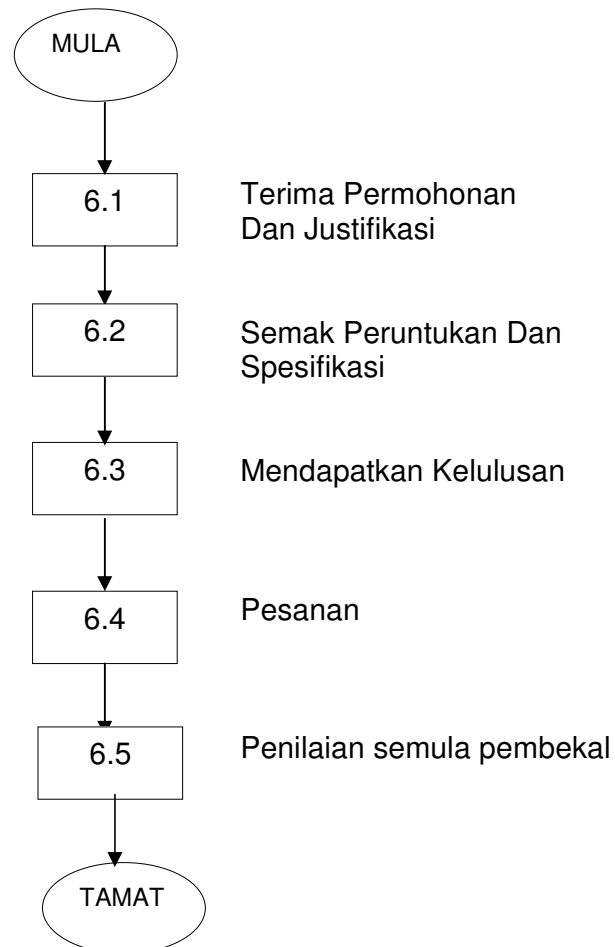 MULA
6.1
Terima Permohonan
Dan Justifikasi
6.2
Semak Peruntukan Dan
Spesifikasi
6.3
Mendapatkan Kelulusan
6.4
Pesanan
6.5
Penilaian semula pembekal
TAMAT